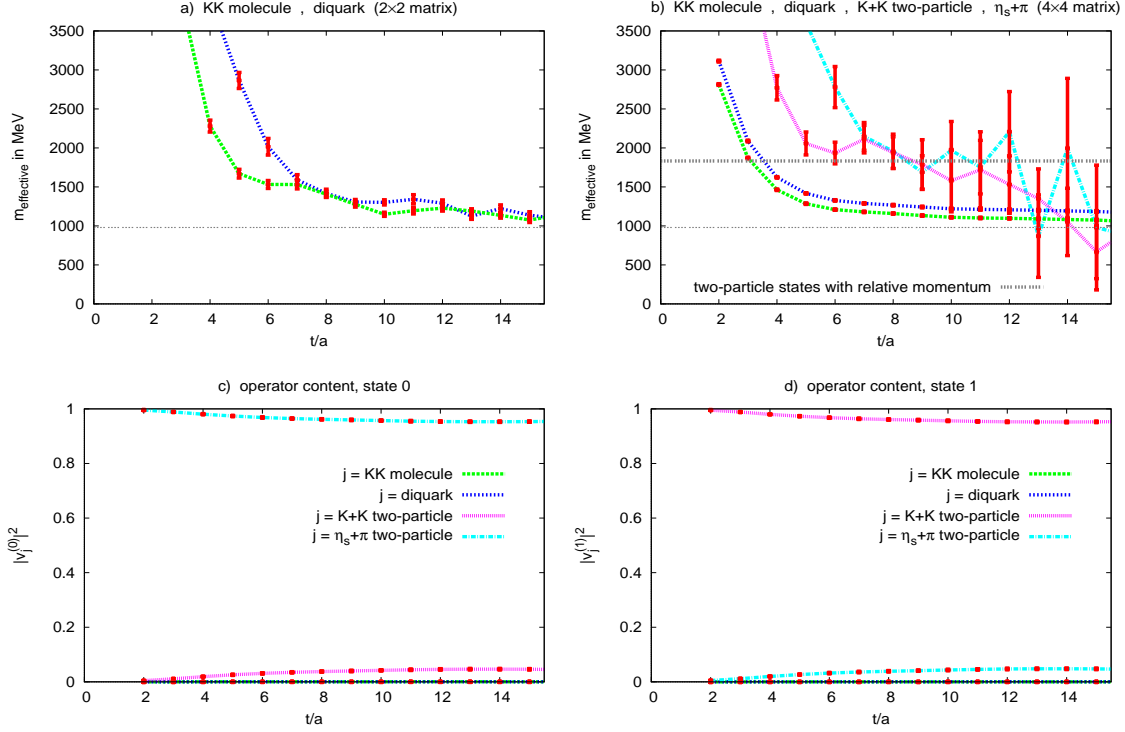 a) KK molecule , diquark (2×2 matrix)
m_effective in MeV
3500
3000
2500
2000
1500
1000
500
0
0 2 4 6 8 10 12 14
t/a
b) KK molecule , diquark , K+K two-particle , η_s+π (4×4 matrix)
m_effective in MeV
3500
3000
2500
2000
1500
1000
500
0
two-particle states with relative momentum
0 2 4 6 8 10 12 14
t/a
c) operator content, state 0
|v_j^(0)|^2
1
0.8
0.6
0.4
0.2
0
j = KK molecule
j = diquark
j = K+K two-particle
j = η_s+π two-particle
0 2 4 6 8 10 12 14
t/a
d) operator content, state 1
|v_j^(1)|^2
1
0.8
0.6
0.4
0.2
0
j = KK molecule
j = diquark
j = K+K two-particle
j = η_s+π two-particle
0 2 4 6 8 10 12 14
t/a